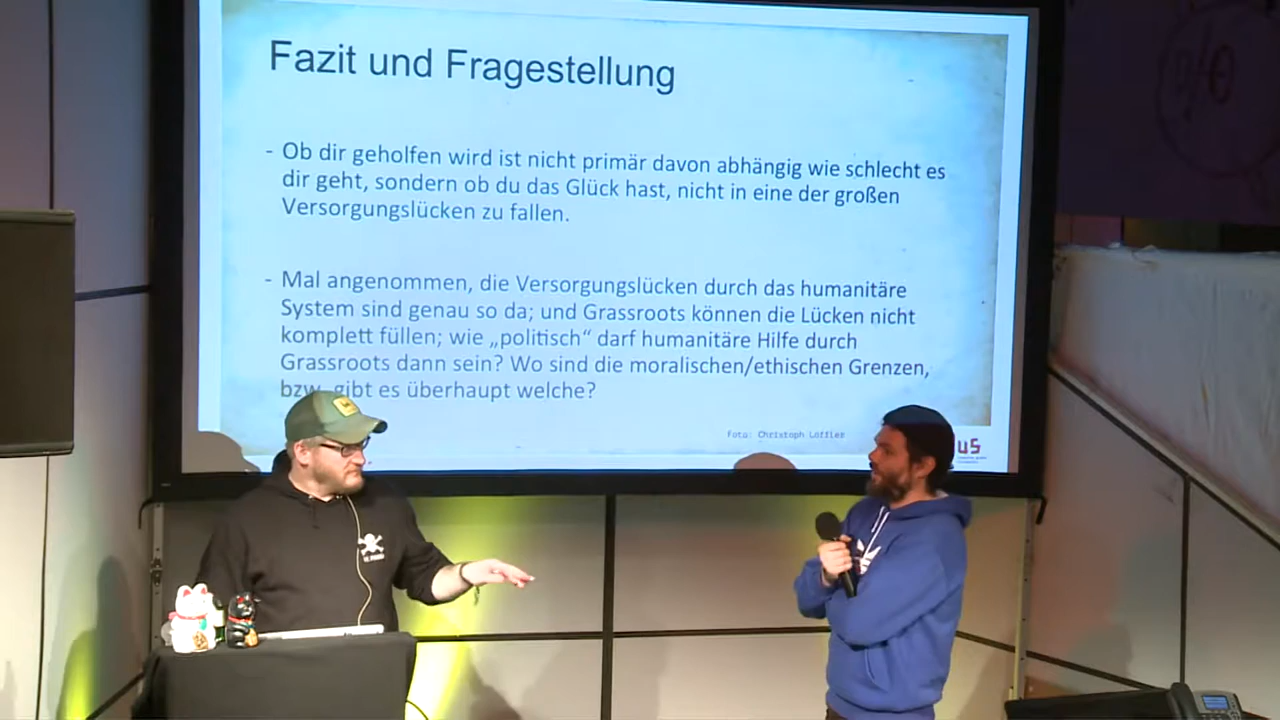 Fazit und Fragestellung
- Ob dir geholfen wird ist nicht primär davon abhängig wie schlecht es
dir geht, sondern ob du das Glück hast, nicht in eine der großen
Versorgungslücken zu fallen.
- Mal angenommen, die Versorgungslücken durch das humanitäre
System sind genau so da; und Grassroots können die Lücken nicht
komplett füllen; wie „politisch“ darf humanitäre Hilfe durch
Grassroots dann sein? Wo sind die moralischen/ethischen Grenzen,
bzw. gibt es überhaupt welche?
Foto: Christoph Löffler
us